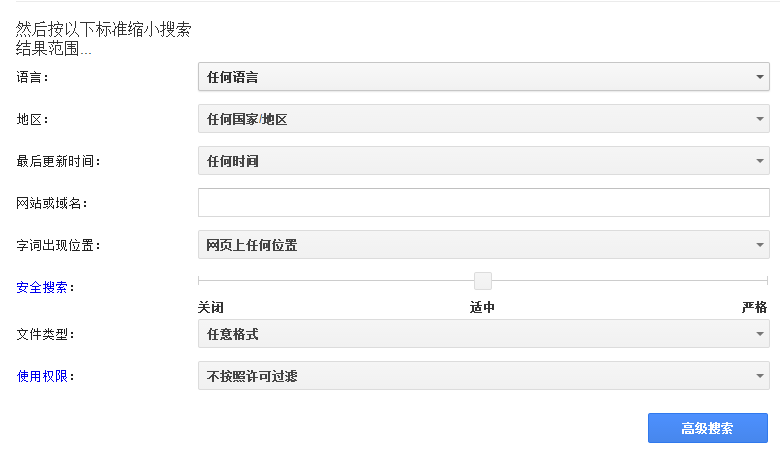 然后按以下标准缩小搜索
结果范围...
语言： 任何语言
地区： 任何国家/地区
最后更新时间： 任何时间
网站或域名：
字词出现位置： 网页上任何位置
安全搜索：
关闭 适中 严格
文件类型： 任意格式
使用权限： 不按照许可过滤
高级搜索